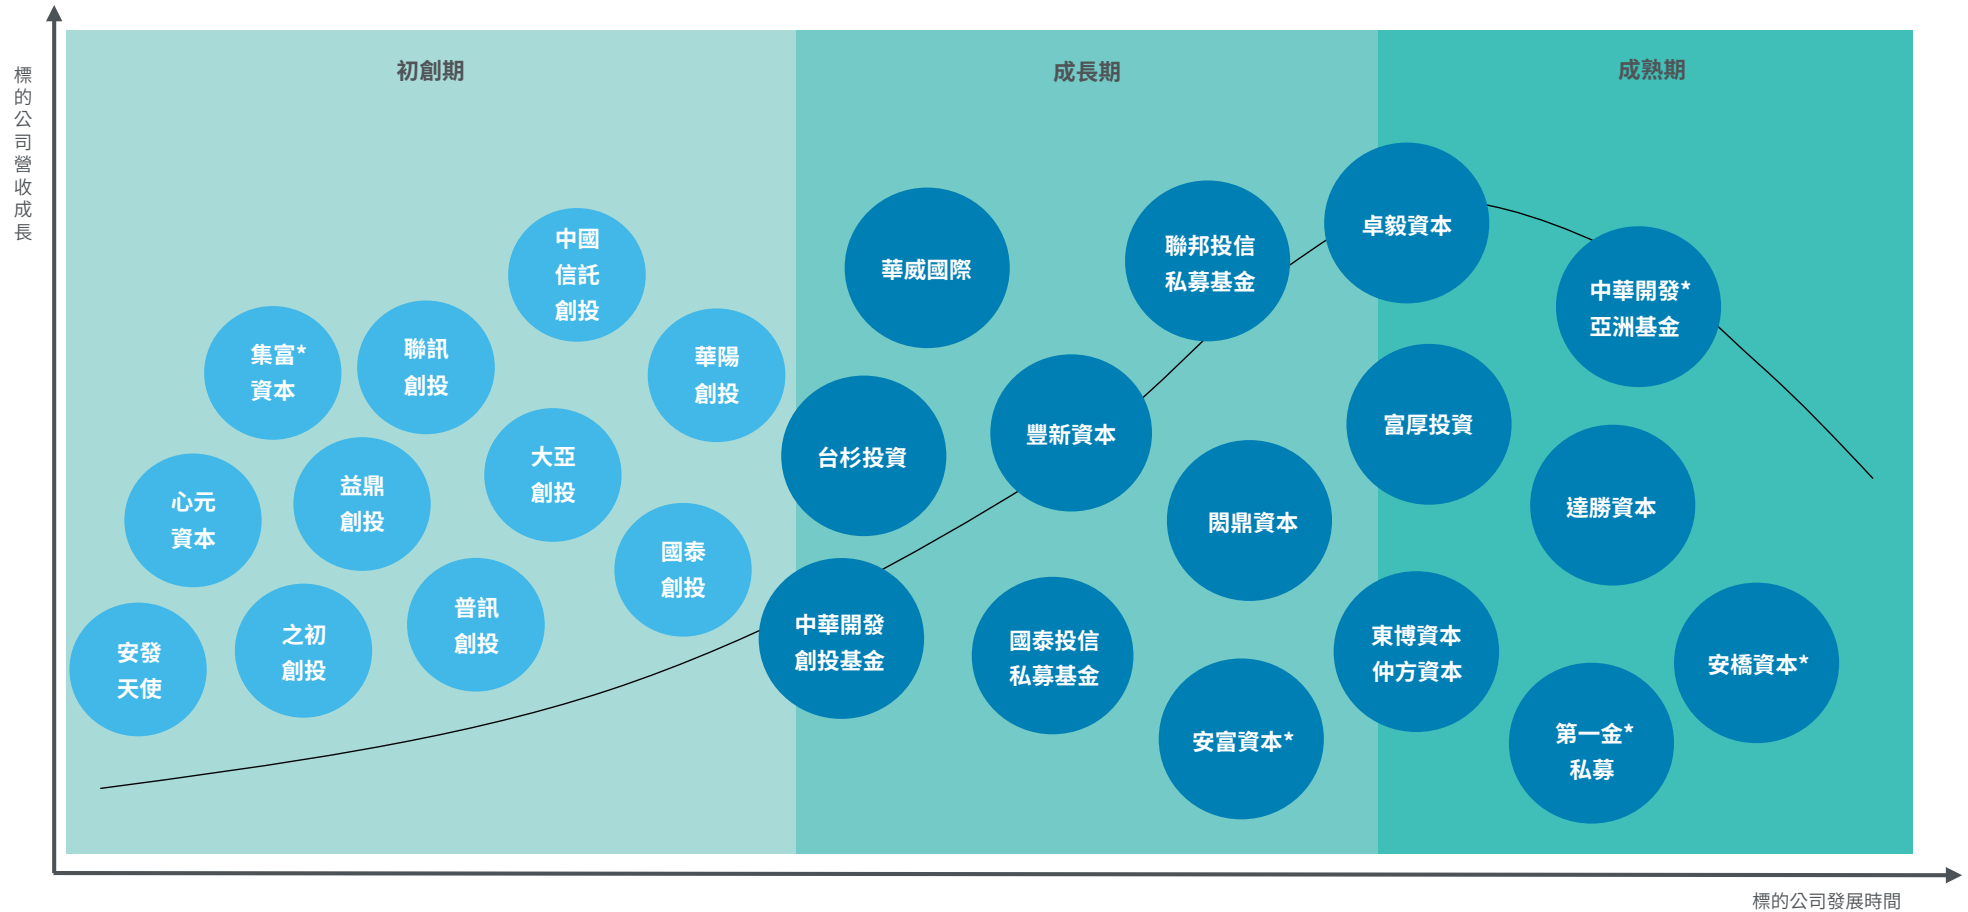 標的公司營收成長
初創期
成長期
成熟期
中國
信託
創投
集富*
資本
聯訊
創投
華陽
創投
心元
資本
益鼎
創投
大亞
創投
國泰
創投
安發
天使
之初
創投
普訊
創投
華威國際
聯邦投信
私募基金
台杉投資
豐新資本
閎鼎資本
中華開發
創投基金
國泰投信
私募基金
安富資本*
卓毅資本
中華開發*
亞洲基金
富厚投資
達勝資本
東博資本
仲方資本
第一金*
私募
安橋資本*
標的公司發展時間